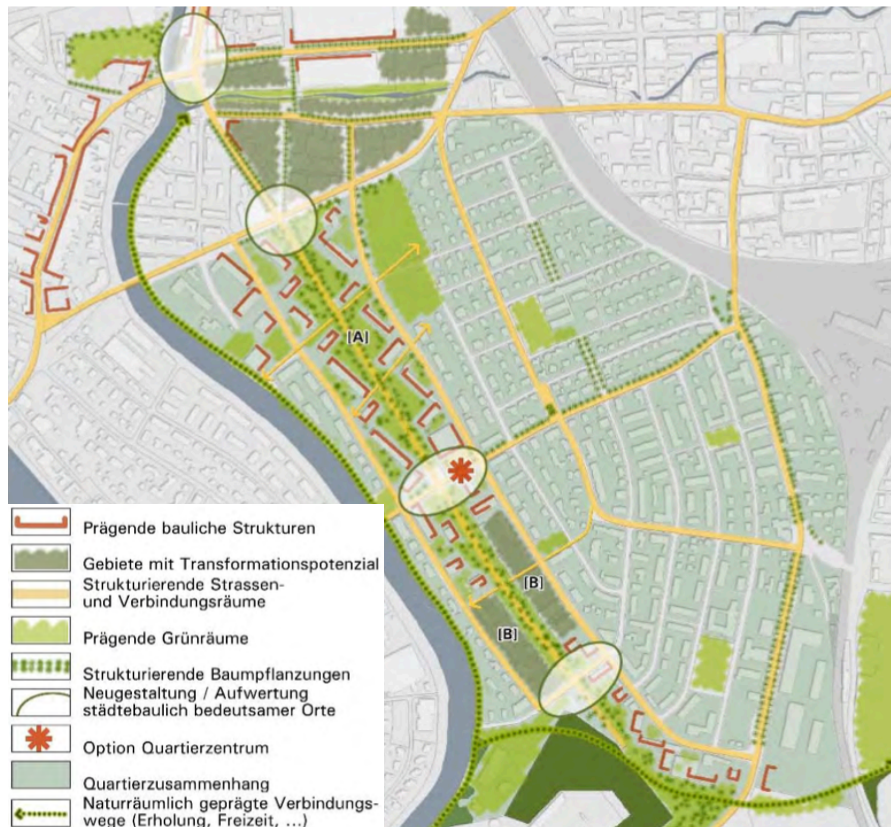 [A]
[B]
[B]
Prägende bauliche Strukturen
Gebiete mit Transformationspotenzial
Strukturierende Strassen-
und Verbindungsräume
Prägende Grünräume
Strukturierende Baumpflanzungen
Neugestaltung / Aufwertung
städtebaulich bedeutsamer Orte
Option Quartierzentrum
Quartierzusammenhang
Naturräumlich geprägte Verbindungs-
wege (Erholung, Freizeit, ...)